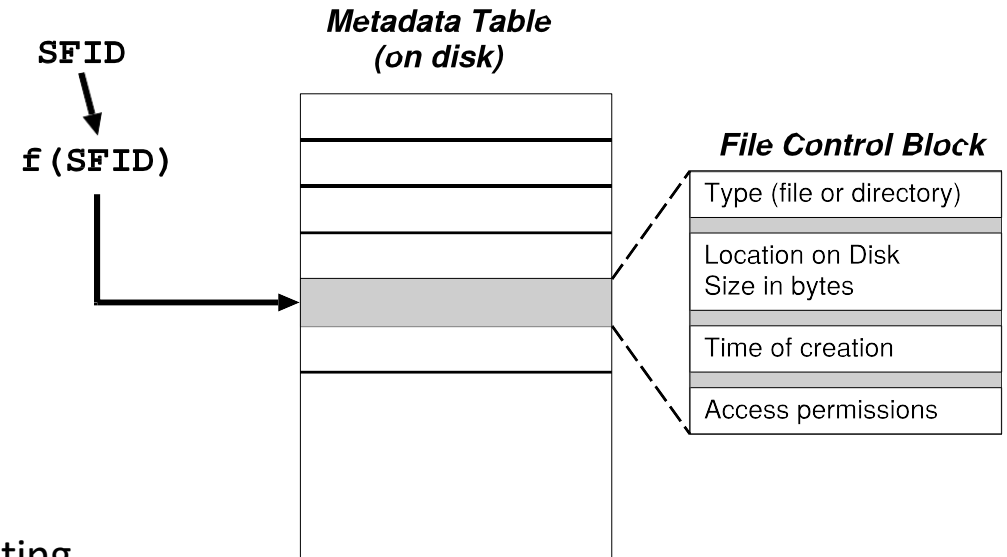 Metadata Table
(on disk)
SFID
f(SFID)
File Control Block
Type (file or directory)
Location on Disk
Size in bytes
Time of creation
Access permissions